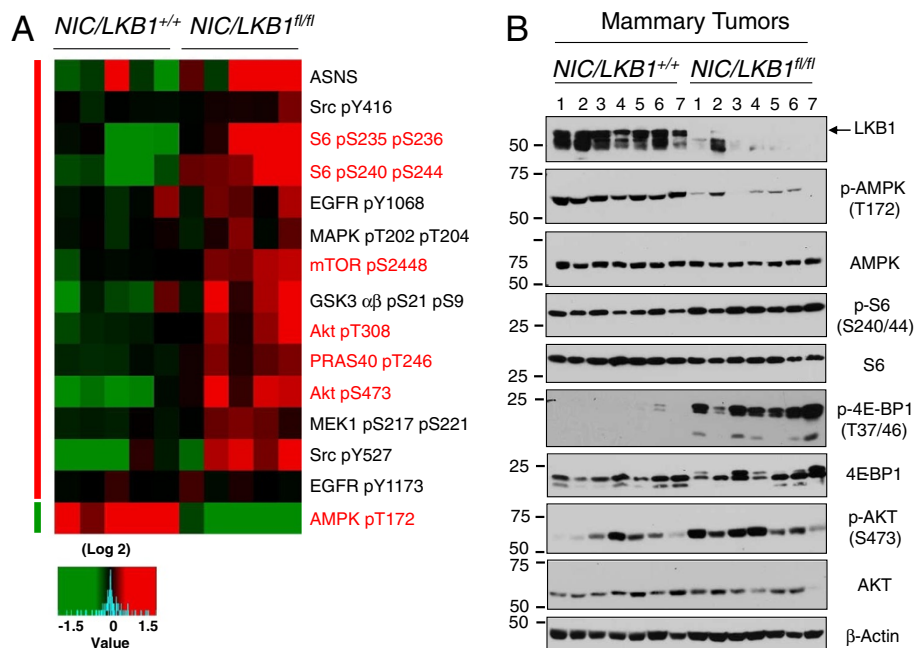 A
NIC/LKB1+/+ NIC/LKB1fl/fl
ASNS
Src pY416
S6 pS235 pS236
S6 pS240 pS244
EGFR pY1068
MAPK pT202 pT204
mTOR pS2448
GSK3 αβ pS21 pS9
Akt pT308
PRAS40 pT246
Akt pS473
MEK1 pS217 pS221
Src pY527
EGFR pY1173
AMPK pT172
(Log 2)
-1.5 0 1.5
Value
B
Mammary Tumors
NIC/LKB1+/+ NIC/LKB1fl/fl
1 2 3 4 5 6 7 1 2 3 4 5 6 7
50
LKB1
75
50
p-AMPK
(T172)
75
50
AMPK
25
p-S6
(S240/44)
25
S6
25
p-4E-BP1
(T37/46)
25
4EBP1
75
50
p-AKT
(S473)
75
50
AKT
50
β-Actin